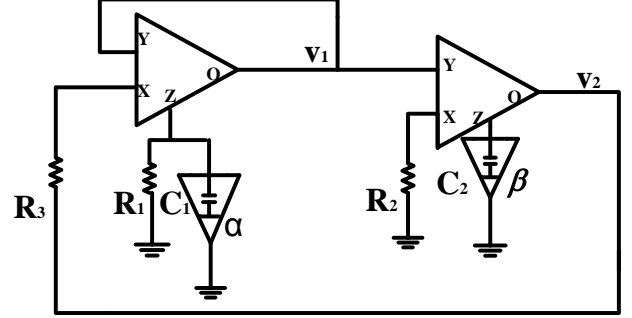 Y
X
Z
O
v₁
Y
X
Z
O
v₂
R₃
R₁
C₁
α
R₂
C₂
β